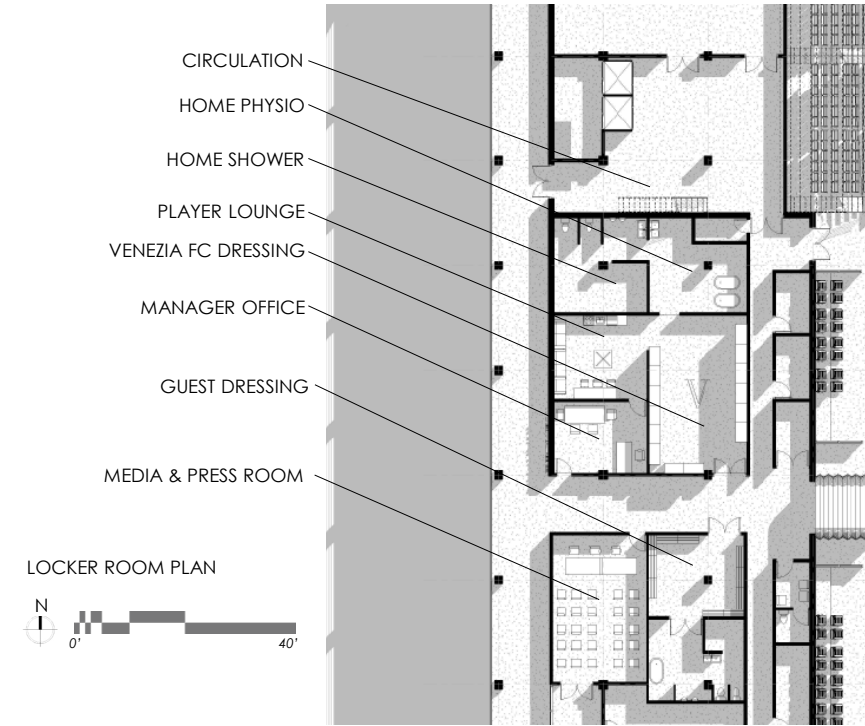 CIRCULATION
HOME PHYSIO
HOME SHOWER
PLAYER LOUNGE
VENEZIA FC DRESSING
MANAGER OFFICE
GUEST DRESSING
MEDIA & PRESS ROOM
LOCKER ROOM PLAN
N
0' 40'
V